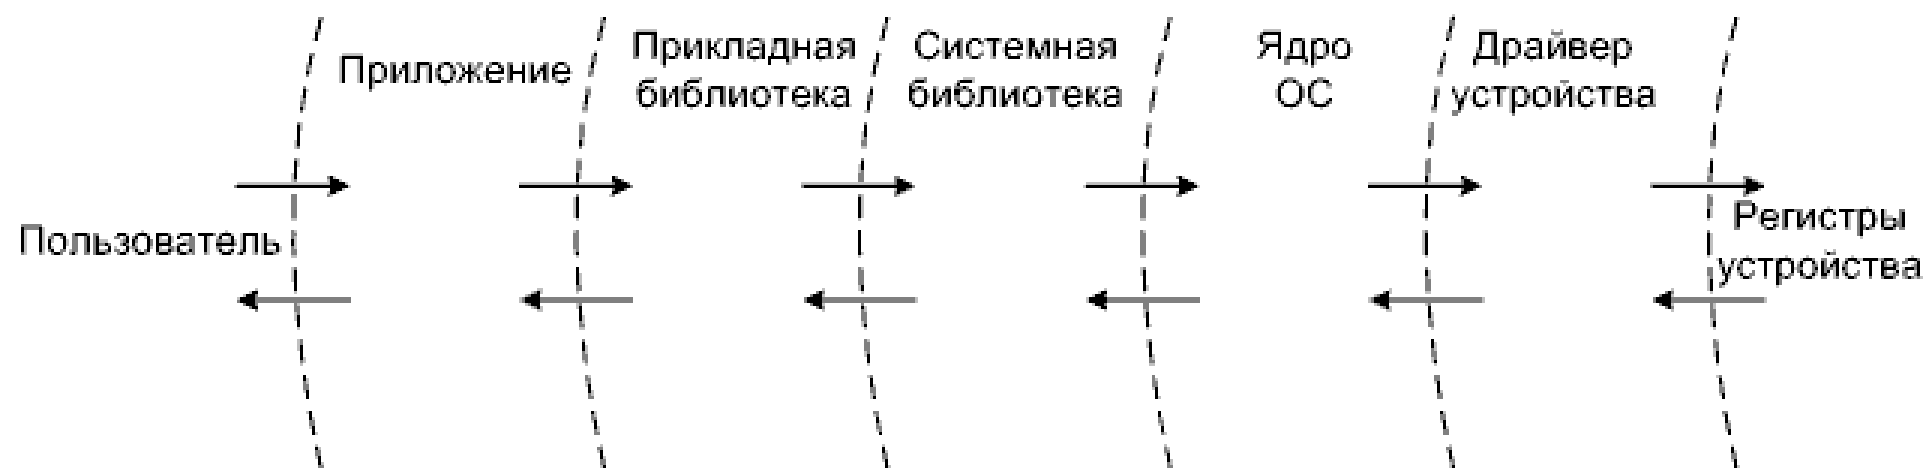 Пользователь
Приложение
Прикладная
библиотека
Системная
библиотека
Ядро
ОС
Драйвер
устройства
Регистры
устройства